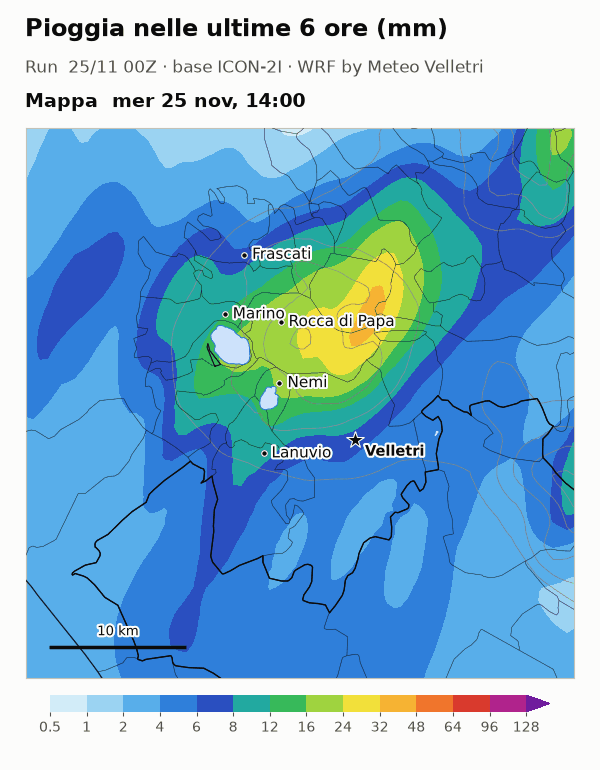 Pioggia nelle ultime 6 ore (mm)
Run  25/11 00Z · base ICON-2I · WRF by Meteo Velletri
Mappa  mer 25 nov, 14:00
Frascati
Marino
Rocca di Papa
Nemi
Velletri
Lanuvio
10 km
0.5 1 2 4 6 8 12 16 24 32 48 64 96 128